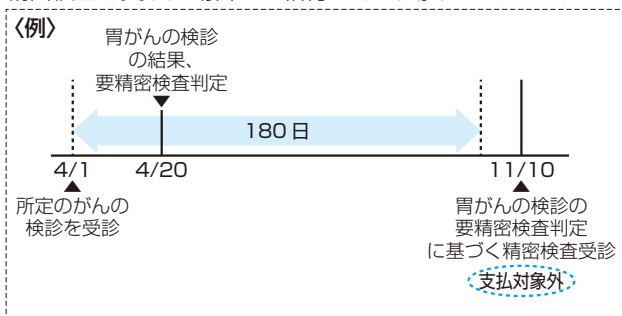 〈例〉
胃がんの検診
の結果、
要精密検査判定
180日
4/1
4/20
11/10
所定のがんの
検診を受診
胃がんの検診の
要精密検査判定
に基づく精密検査受診
支払対象外